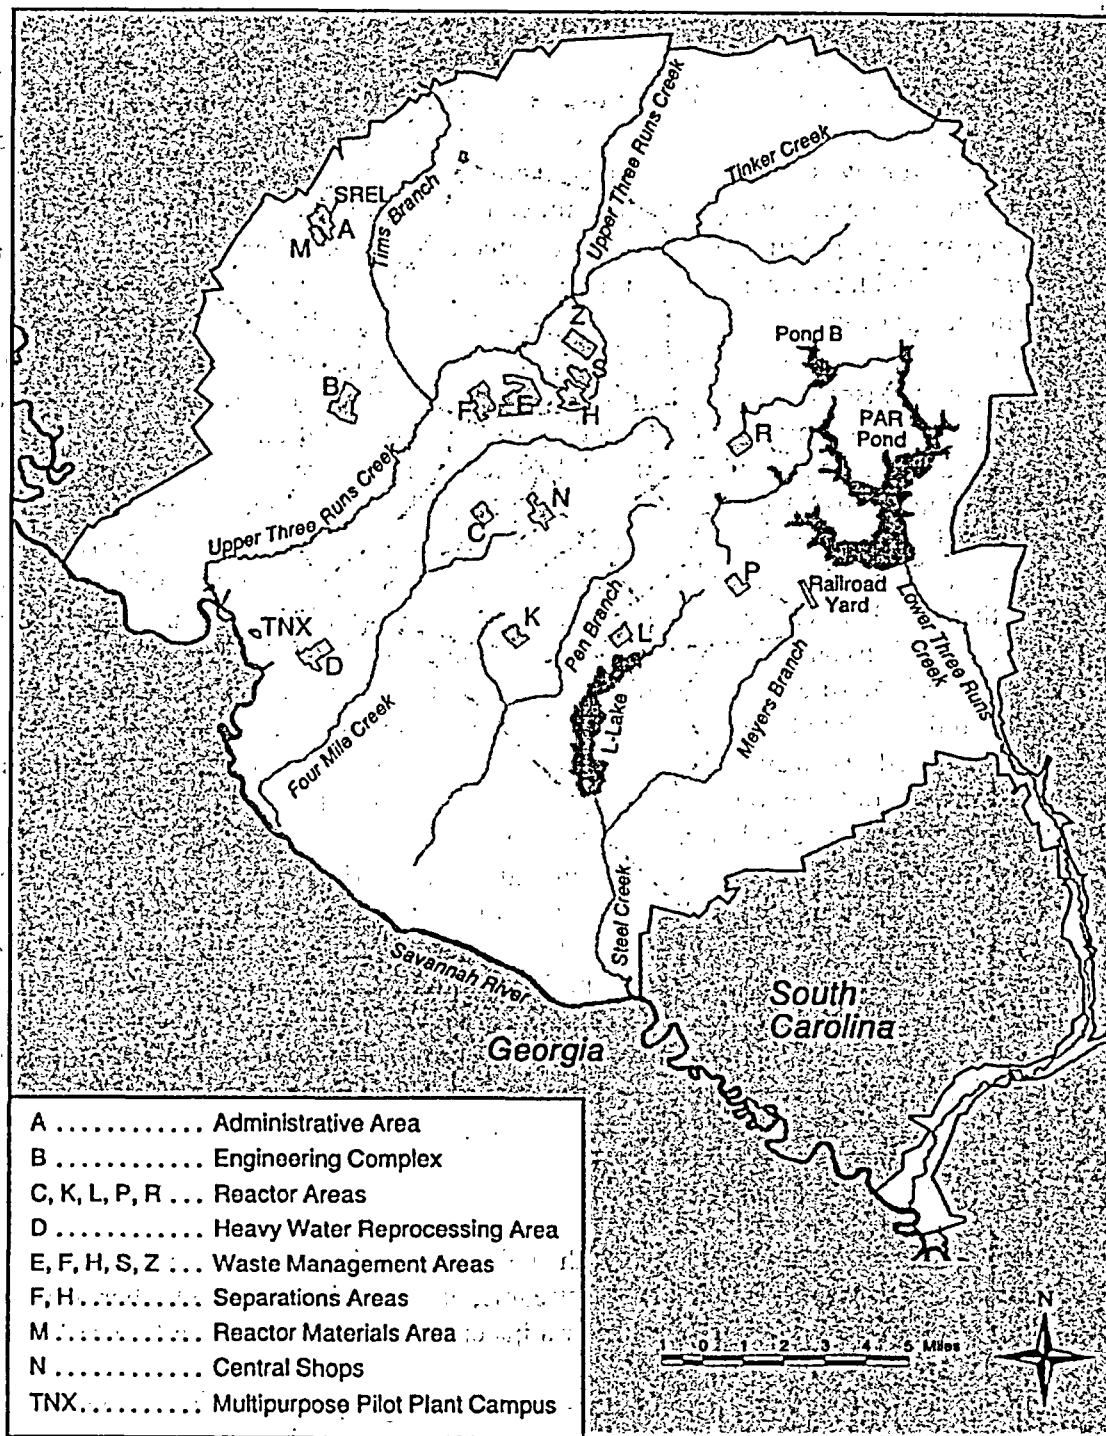 Upper Three Runs Creek
Tinker Creek
Tims Branch
SREL
M
A
Z
S
Pond B
B
F
E
H
R
PAR
Pond
Upper Three Runs Creek
C
N
P
Railroad
Yard
Lower Three Runs
Creek
TNX
D
K
Pen Branch
L
L-Lake
Meyers Branch
Four Mile Creek
Steel Creek
Savannah River
South
Carolina
Georgia
A ............ Administrative Area
B ............ Engineering Complex
C, K, L, P, R ... Reactor Areas
D ............ Heavy Water Reprocessing Area
E, F, H, S, Z ... Waste Management Areas
F, H .......... Separations Areas
M ............ Reactor Materials Area
N ............ Central Shops
TNX.......... Multipurpose Pilot Plant Campus
N
1 0 1 2 3 4 5 Miles